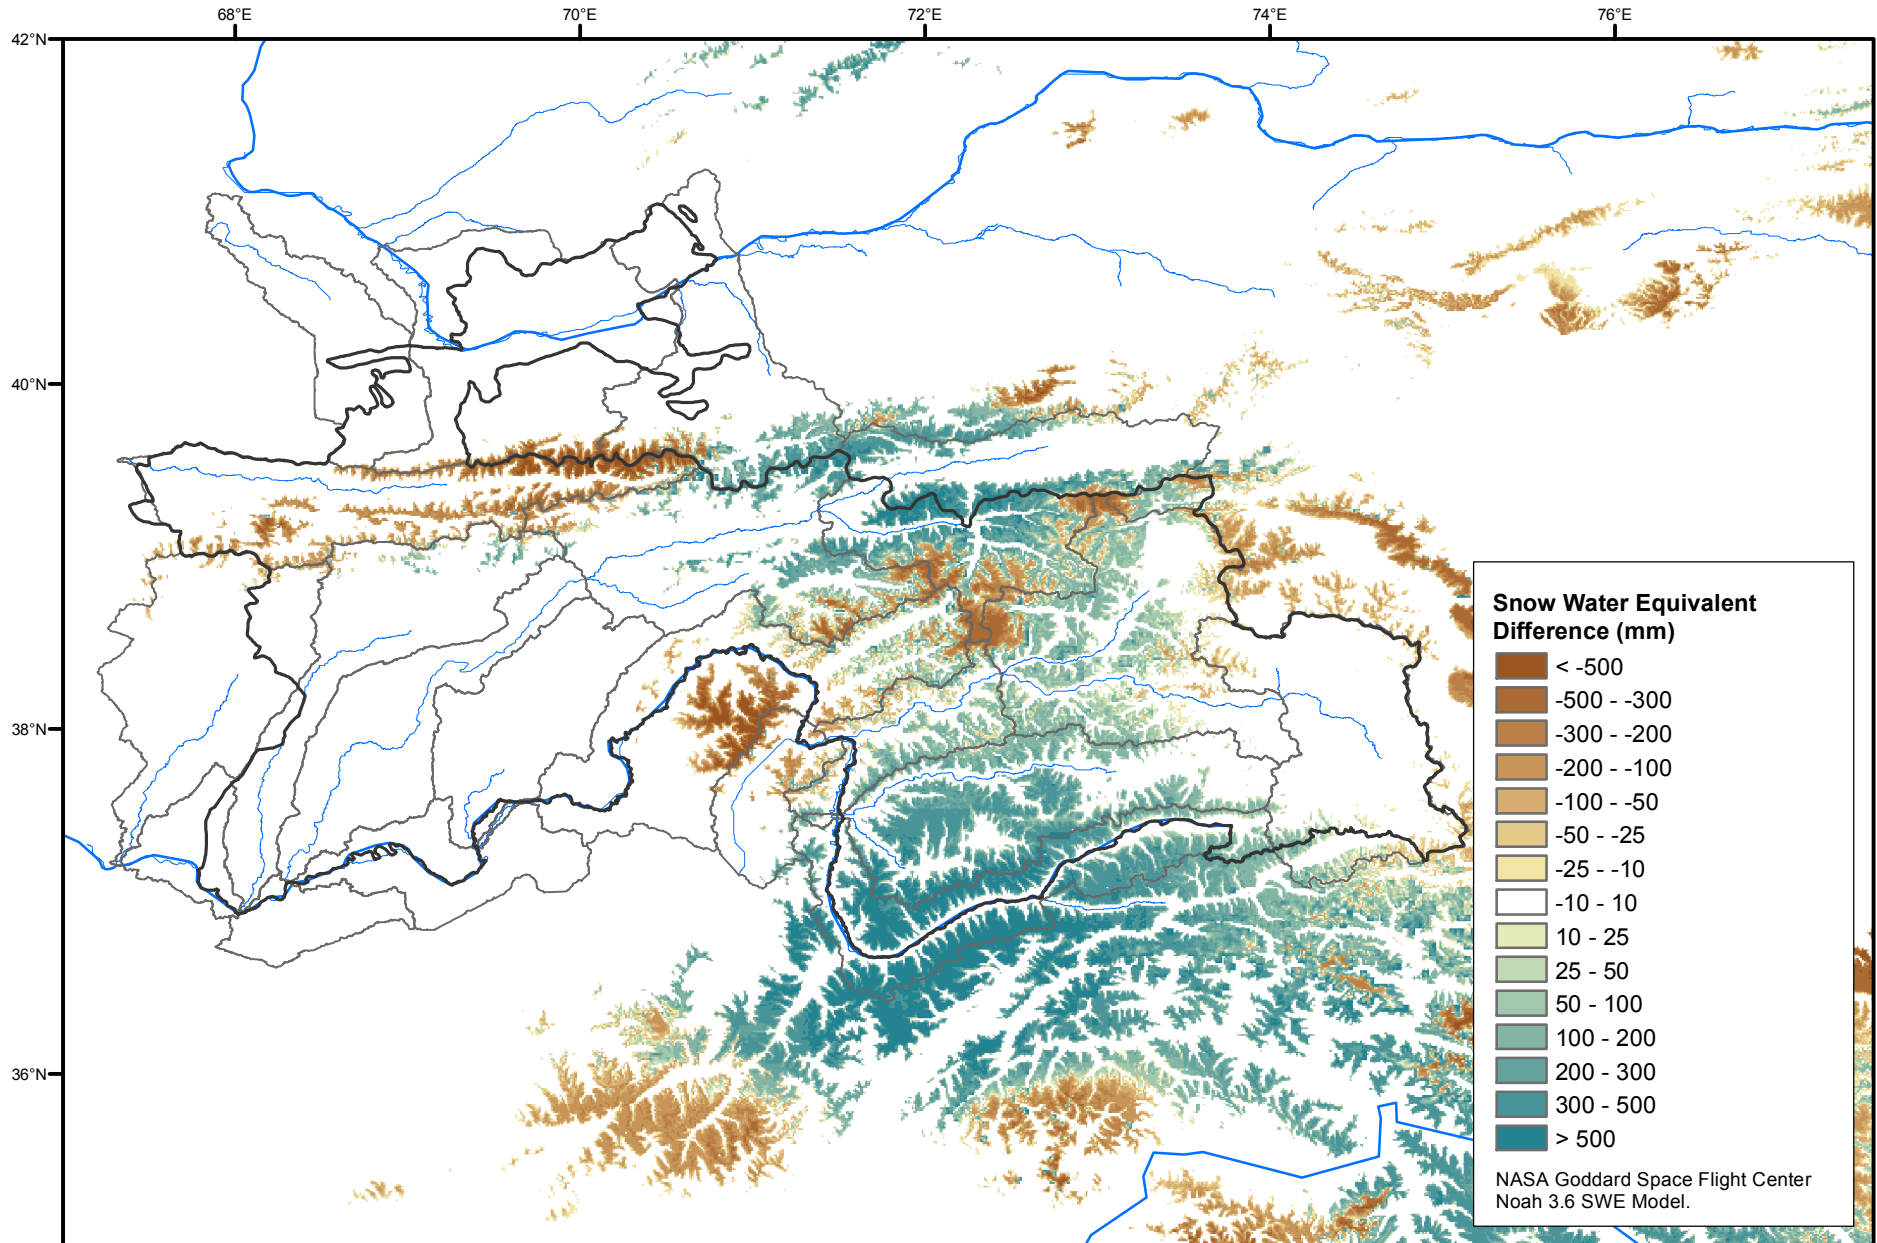 68°E
70°E
72°E
74°E
76°E
42°N
40°N
38°N
36°N
Snow Water Equivalent
Difference (mm)
< -500
-500 - -300
-300 - -200
-200 - -100
-100 - -50
-50 - -25
-25 - -10
-10 - 10
10 - 25
25 - 50
50 - 100
100 - 200
200 - 300
300 - 500
> 500
NASA Goddard Space Flight Center
Noah 3.6 SWE Model.